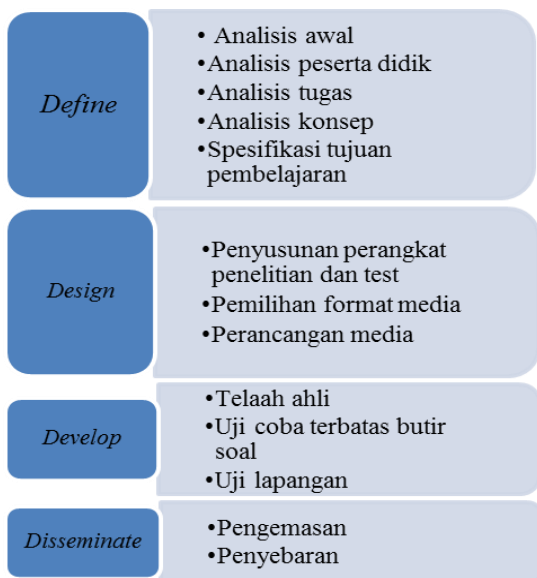 Define
• Analisis awal
•Analisis peserta didik
•Analisis tugas
•Analisis konsep
•Spesifikasi tujuan
pembelajaran
Design
•Penyusunan perangkat
penelitian dan test
•Pemilihan format media
•Perancangan media
Develop
•Telaah ahli
•Uji coba terbatas butir
soal
•Uji lapangan
Disseminate
•Pengemasan
•Penyebaran